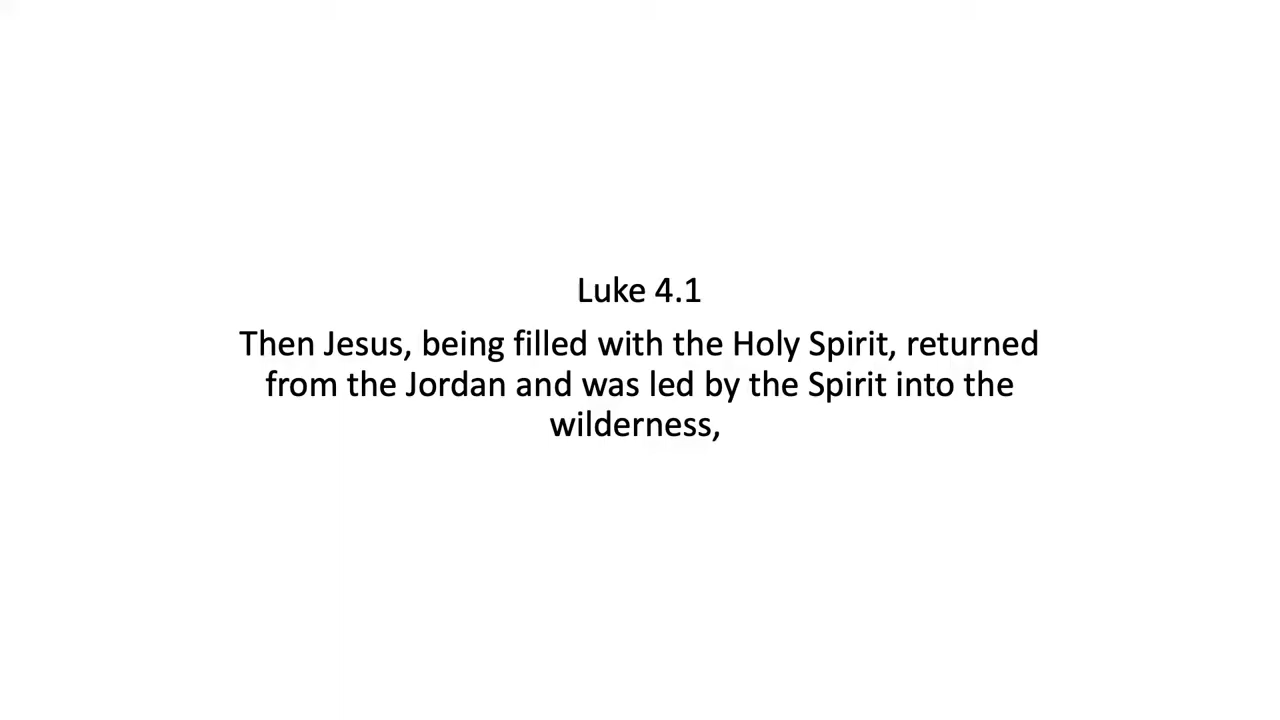 Luke 4.1
Then Jesus, being filled with the Holy Spirit, returned
from the Jordan and was led by the Spirit into the
wilderness,